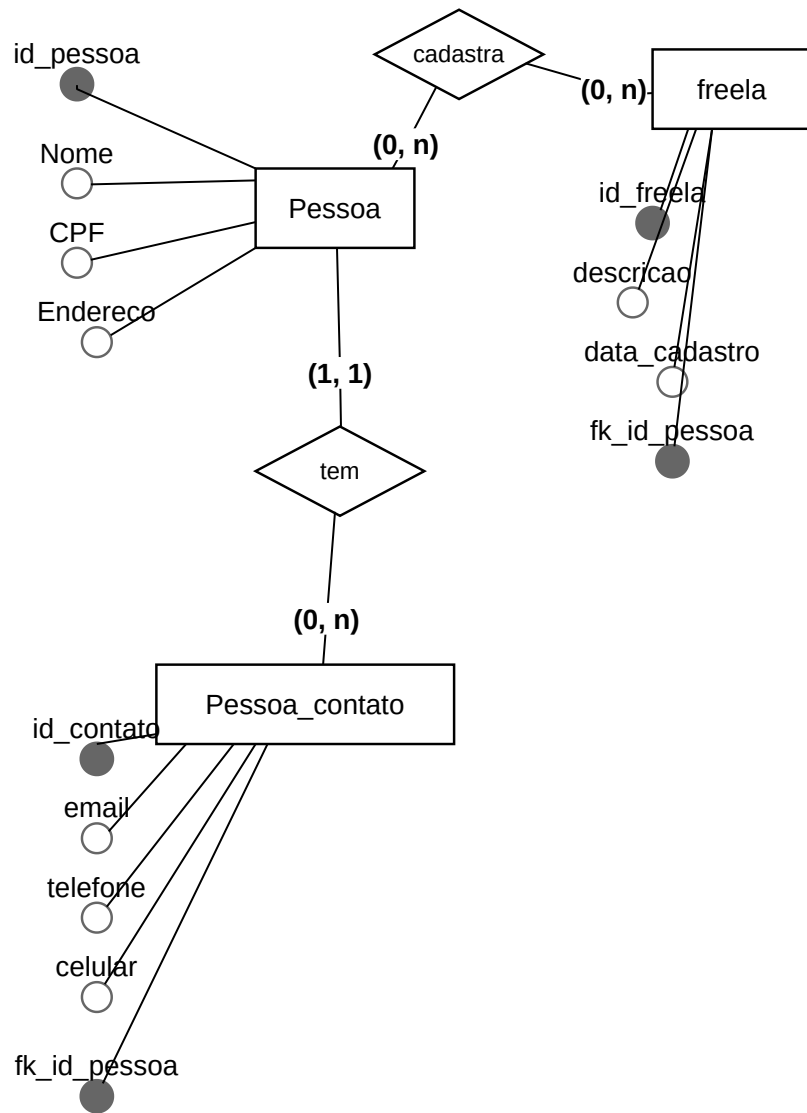 id_pessoa
Nome
CPF
Endereco
Pessoa
(0, n)
cadastra
(0, n)
freela
id_freela
descricao
data_cadastro
fk_id_pessoa
(1, 1)
tem
(0, n)
Pessoa_contato
id_contato
email
telefone
celular
fk_id_pessoa